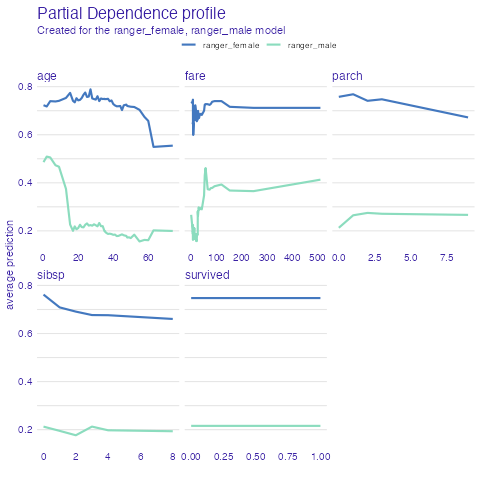 Partial Dependence profile
Created for the ranger_female, ranger_male model
ranger_female ranger_male
age fare parch
0.8
0.6
0.4
0.2
0 20 40 60 0 100 200 300 400 500 0.0 2.5 5.0 7.5
average prediction
sibsp survived
0.8
0.6
0.4
0.2
0 2 4 6 8 0.00 0.25 0.50 0.75 1.00